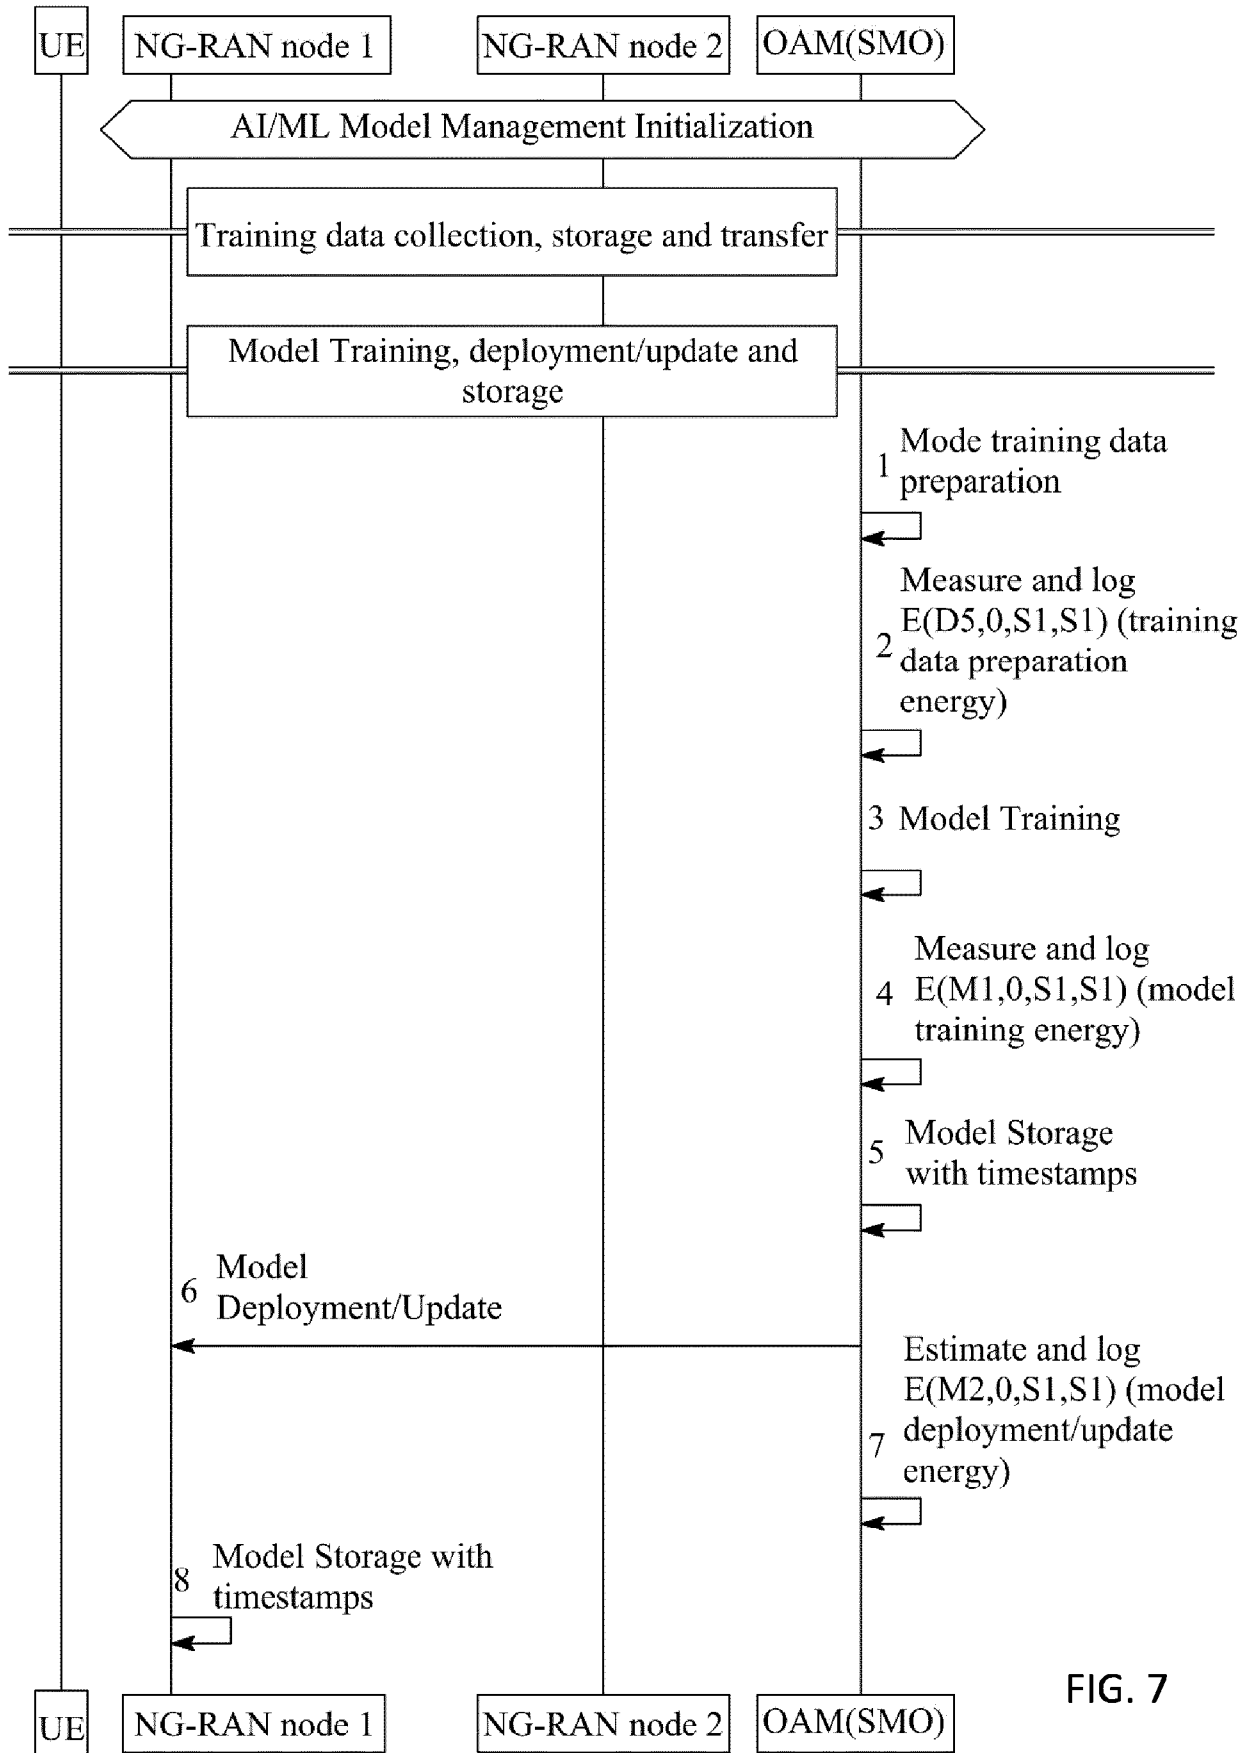 UE
NG-RAN node 1
NG-RAN node 2
OAM(SMO)
AI/ML Model Management Initialization
Training data collection, storage and transfer
Model Training, deployment/update and
storage
1
Mode training data
preparation
2
Measure and log
E(D5,0,S1,S1) (training
data preparation
energy)
3 Model Training
4
Measure and log
E(M1,0,S1,S1) (model
training energy)
5
Model Storage
with timestamps
6
Model
Deployment/Update
7
Estimate and log
E(M2,0,S1,S1) (model
deployment/update
energy)
8
Model Storage with
timestamps
UE
NG-RAN node 1
NG-RAN node 2
OAM(SMO)
FIG. 7